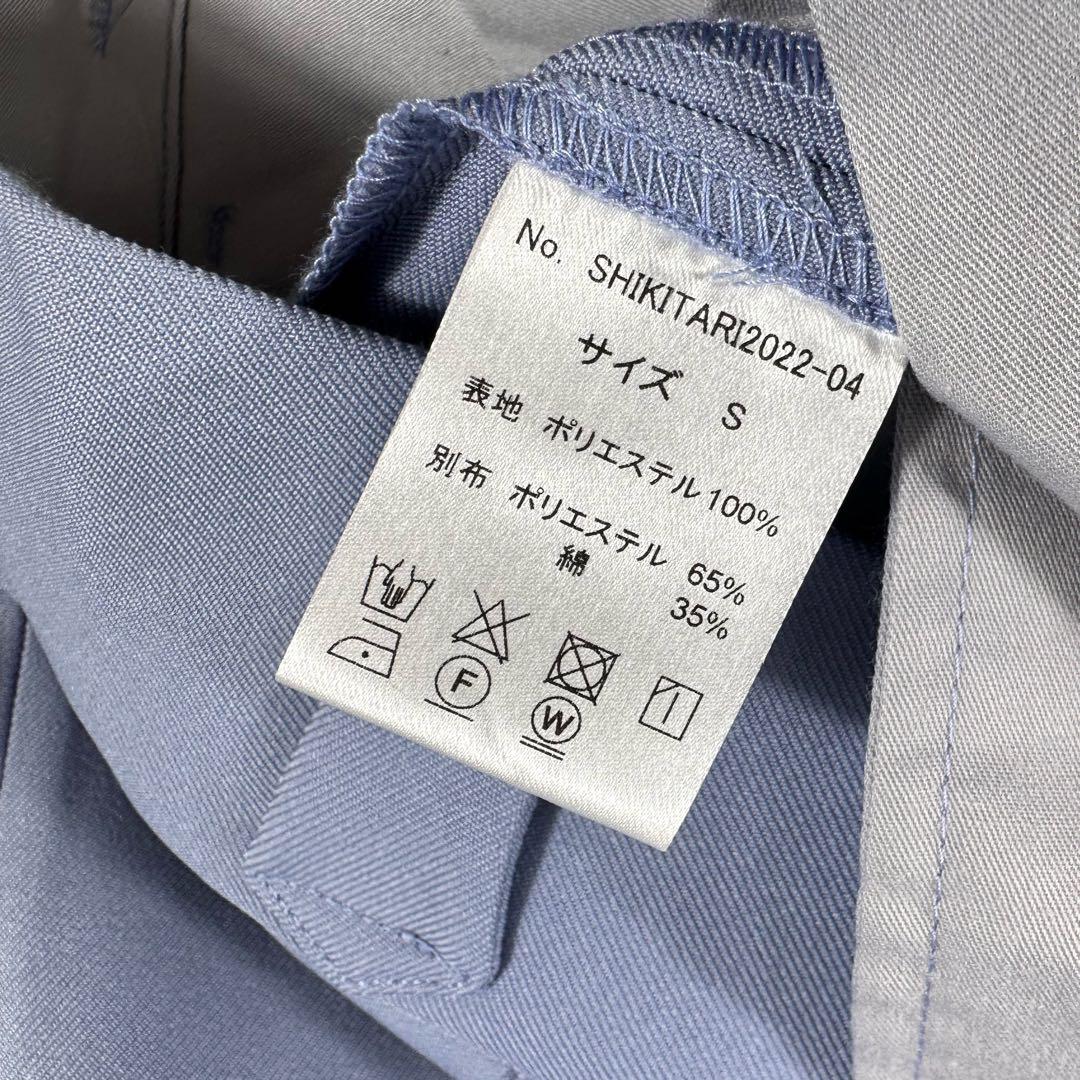 No. SHIKITARI2022-04
サイズ S
表地 ポリエステル 100%
別布 ポリエステル 65%
綿 35%
F
W